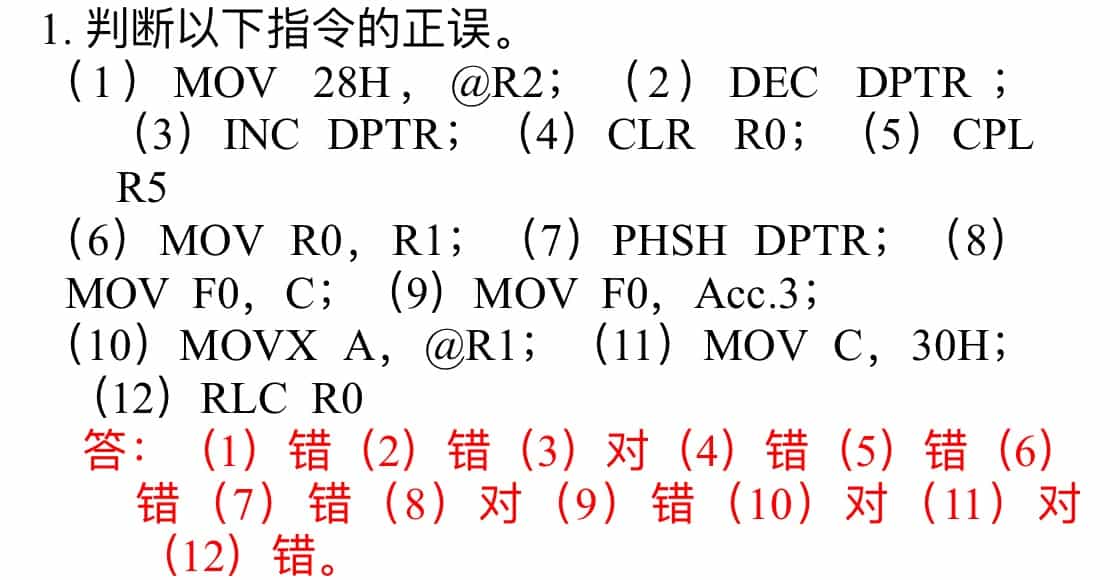 1. 判断以下指令的正误。
（1）MOV 28H，@R2；（2）DEC DPTR ；
（3）INC DPTR；（4）CLR R0；（5）CPL
R5
（6）MOV R0，R1；（7）PHSH DPTR；（8）
MOV F0，C；（9）MOV F0，Acc.3；
（10）MOVX A，@R1；（11）MOV C，30H；
（12）RLC R0
答：（1）错（2）错（3）对（4）错（5）错（6）
错（7）错（8）对（9）错（10）对（11）对
（12）错。